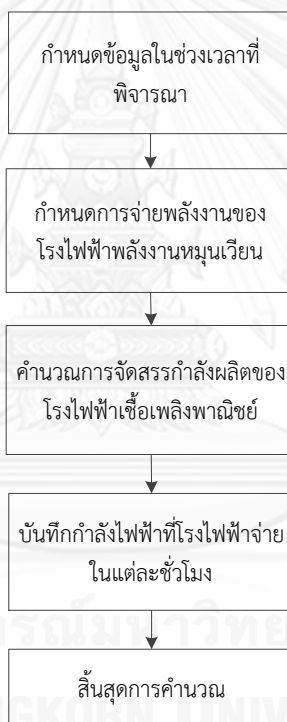 กำหนดข้อมูลในช่วงเวลาที่
พิจารณา
กำหนดการจ่ายพลังงานของ
โรงไฟฟ้าพลังงานหมุนเวียน
คำนวณการจัดสรรกำลังผลิตของ
โรงไฟฟ้าเชื้อเพลิงพาณิชย์
บันทึกกำลังไฟฟ้าที่โรงไฟฟ้าจ่าย
ในแต่ละชั่วโมง
สิ้นสุดการคำนวณ